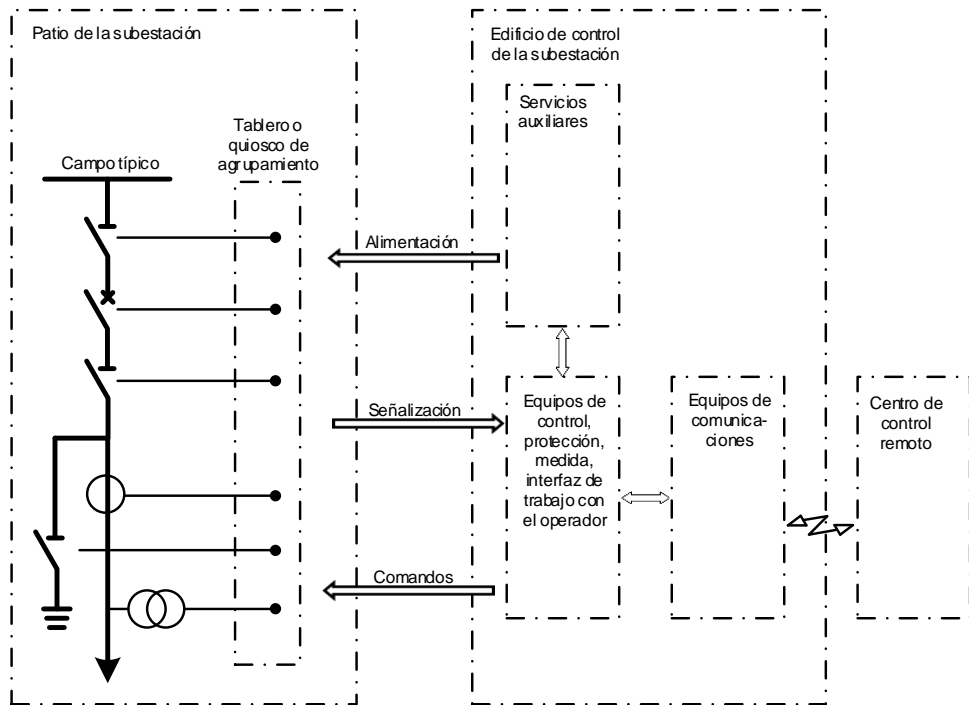 Patio de la subestación
Tablero o
quiosco de
agrupamiento
Campo típico
Alimentación
Señalización
Comandos
Edificio de control
de la subestación
Servicios
auxiliares
Equipos de
control,
protección,
medida,
interfaz de
trabajo con
el operador
Equipos de
comunica-
ciones
Centro de
control
remoto